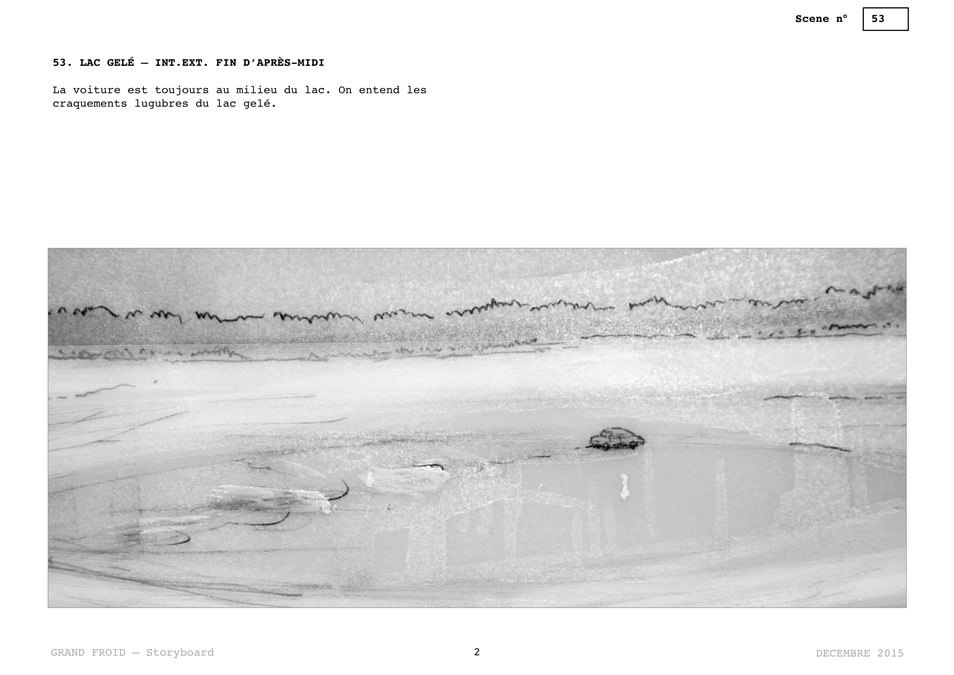 Scene n° 53
53. LAC GELÉ — INT.EXT. FIN D'APRÈS-MIDI
La voiture est toujours au milieu du lac. On entend les
craquements lugubres du lac gelé.
GRAND FROID — Storyboard
2
DECEMBRE 2015